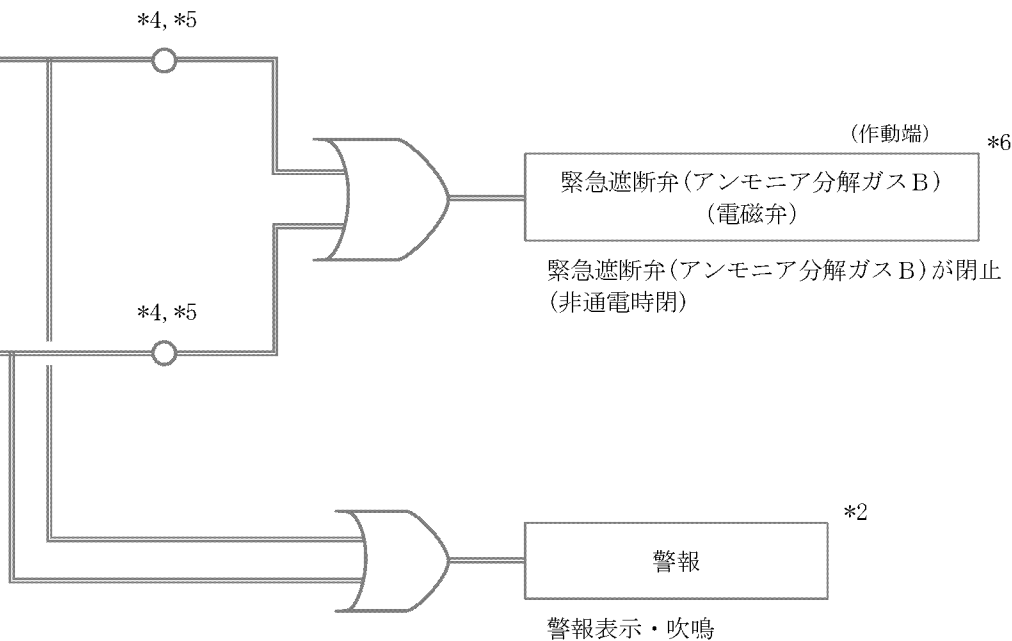 *4, *5
(作動端)
*6
緊急遮断弁(アンモニア分解ガスB)
(電磁弁)
緊急遮断弁(アンモニア分解ガスB)が閉止
(非通電時閉)
*4, *5
*2
警報
警報表示・吹鳴